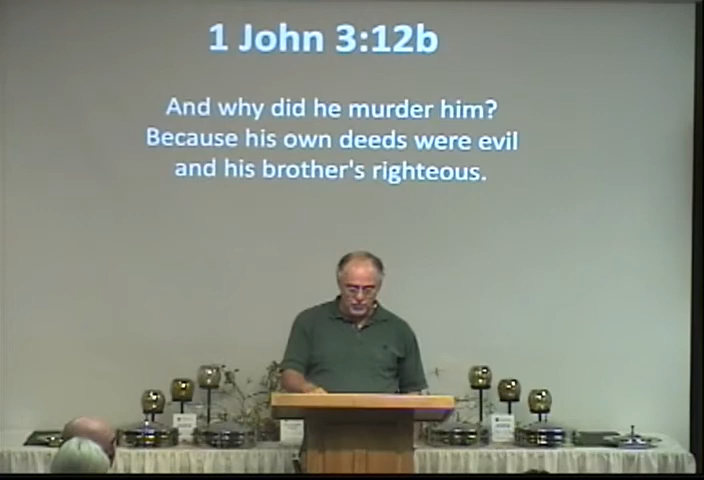 1 John 3:12b
And why did he murder him?
Because his own deeds were evil
and his brother's righteous.